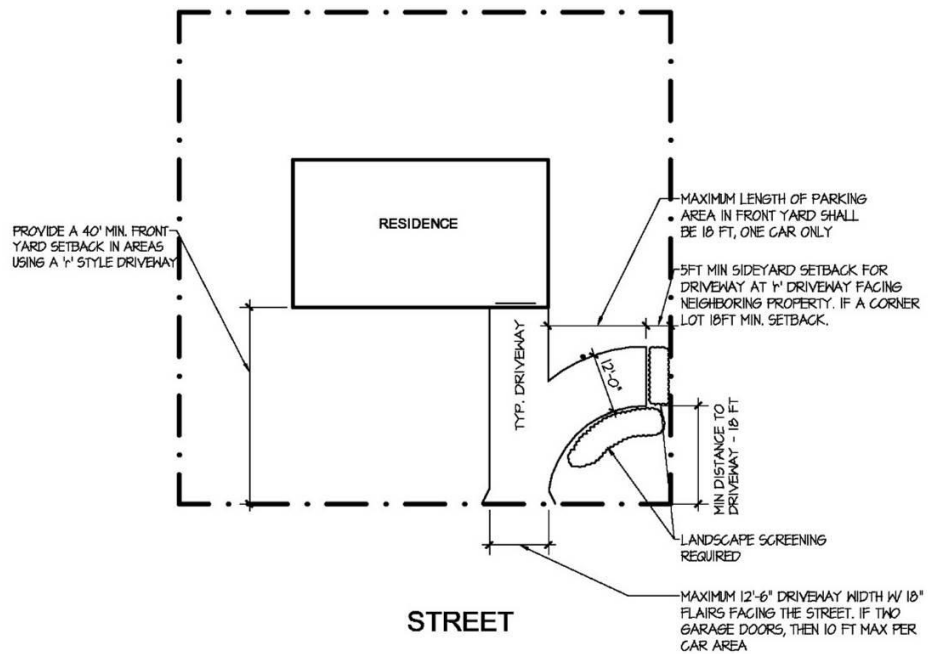 RESIDENCE
PROVIDE A 40' MIN. FRONT
YARD SETBACK IN AREAS
USING A 'r' STYLE DRIVEWAY
MAXIMUM LENGTH OF PARKING
AREA IN FRONT YARD SHALL
BE 18 FT, ONE CAR ONLY
5FT MIN SIDEYARD SETBACK FOR
DRIVEWAY AT 'r' DRIVEWAY FACING
NEIGHBORING PROPERTY. IF A CORNER
LOT 18FT MIN. SETBACK.
TYP. DRIVEWAY
12'-0"
MIN DISTANCE TO
DRIVEWAY - 18 FT
LANDSCAPE SCREENING
REQUIRED
MAXIMUM 12'-6" DRIVEWAY WIDTH W/ 18"
FLAIRS FACING THE STREET. IF TWO
GARAGE DOORS, THEN 10 FT MAX PER
CAR AREA
STREET